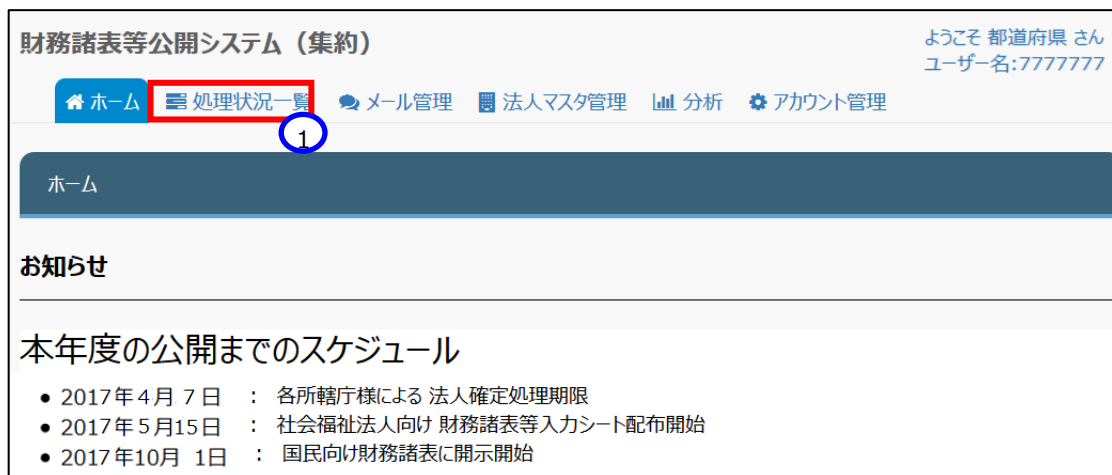 財務諸表等公開システム（集約）
ようこそ 都道府県 さん
ユーザー名:7777777
ホーム 処理状況一覧 メール管理 法人マスタ管理 分析 アカウント管理
1
ホーム
お知らせ
本年度の公開までのスケジュール
● 2017年４月 7 日 ： 各所轄庁様による 法人確定処理期限
● 2017年５月15日 ： 社会福祉法人向け 財務諸表等入力シート配布開始
● 2017年10月 1日 ： 国民向け財務諸表に開示開始